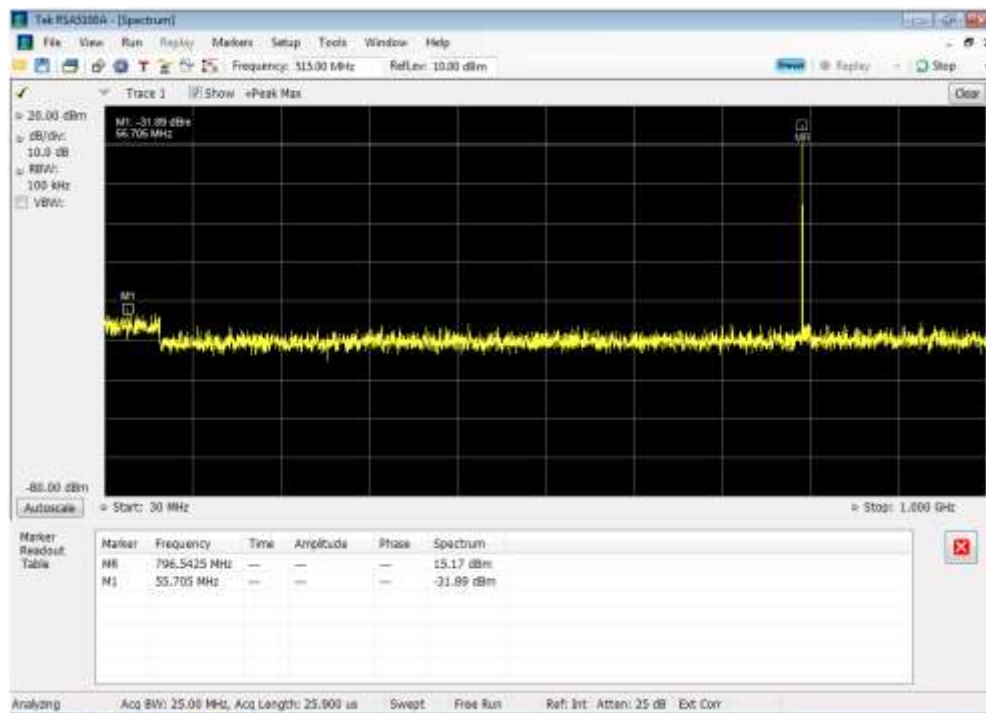 Tek RSA5100A - [Spectrum]
File View Run Replay Markers Setup Tools Window Help
Frequency: 515.00 MHz RefLev: 10.00 dBm Preset Replay Stop
Trace 1 Show +Peak Max Clear
20.00 dBm
dB/div:
10.0 dB
RBW:
100 kHz
VBW:
M1: -31.89 dBm
55.705 MHz
MR
M1
-80.00 dBm
Autoscale Start: 30 MHz Stop: 1.000 GHz
Marker
Readout
Table
Marker Frequency Time Amplitude Phase Spectrum
MR 796.5425 MHz --- --- --- 15.17 dBm
M1 55.705 MHz --- --- --- -31.89 dBm
Analyzing Acq BW: 25.00 MHz, Acq Length: 25.900 us Swept Free Run Ref: Int Atten: 25 dB Ext Corr